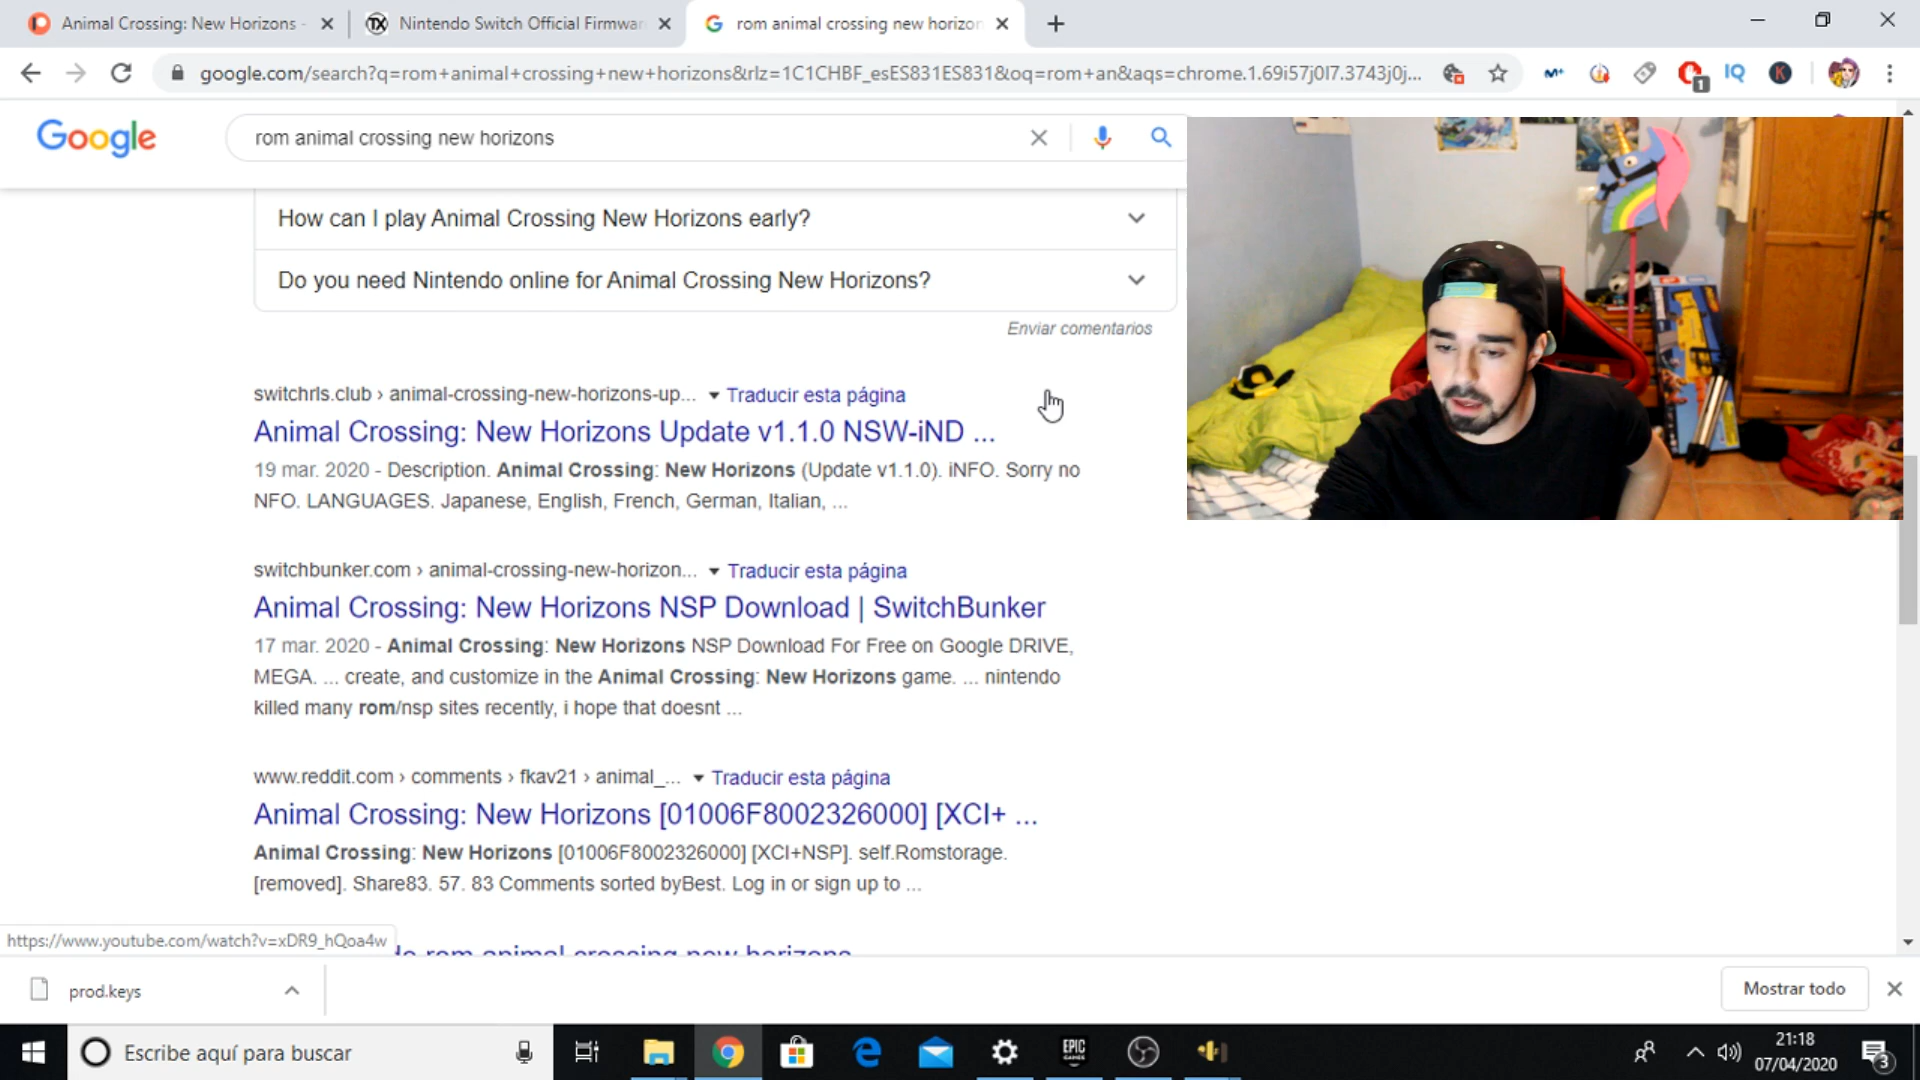 Animal Crossing: New Horizons -
Nintendo Switch Official Firmwar
rom animal crossing new horizon
google.com/search?q=rom+animal+crossing+new+horizons&rlz=1C1CHBF_esES831ES831&oq=rom+an&aqs=chrome.1.69i57j0l7.3743j0j...
1
IQ
K
Google
rom animal crossing new horizons
How can I play Animal Crossing New Horizons early?
Do you need Nintendo online for Animal Crossing New Horizons?
Enviar comentarios
switchrls.club › animal-crossing-new-horizons-up... Traducir esta página
Animal Crossing: New Horizons Update v1.1.0 NSW-iND ...
19 mar. 2020 - Description. Animal Crossing: New Horizons (Update v1.1.0). iNFO. Sorry no
NFO. LANGUAGES. Japanese, English, French, German, Italian, ...
switchbunker.com › animal-crossing-new-horizon... Traducir esta página
Animal Crossing: New Horizons NSP Download | SwitchBunker
17 mar. 2020 - Animal Crossing: New Horizons NSP Download For Free on Google DRIVE,
MEGA. ... create, and customize in the Animal Crossing: New Horizons game. ... nintendo
killed many rom/nsp sites recently, i hope that doesnt ...
www.reddit.com › comments › fkav21 › animal_... Traducir esta página
Animal Crossing: New Horizons [01006F8002326000] [XCI+ ...
Animal Crossing: New Horizons [01006F8002326000] [XCI+NSP]. self.Romstorage.
[removed]. Share83. 57. 83 Comments sorted byBest. Log in or sign up to ...
rom animal crossing new horizons
https://www.youtube.com/watch?v=xDR9_hQoa4w
prod.keys
Mostrar todo
Escribe aquí para buscar
EPIC
GAMES
21:18
07/04/2020
3